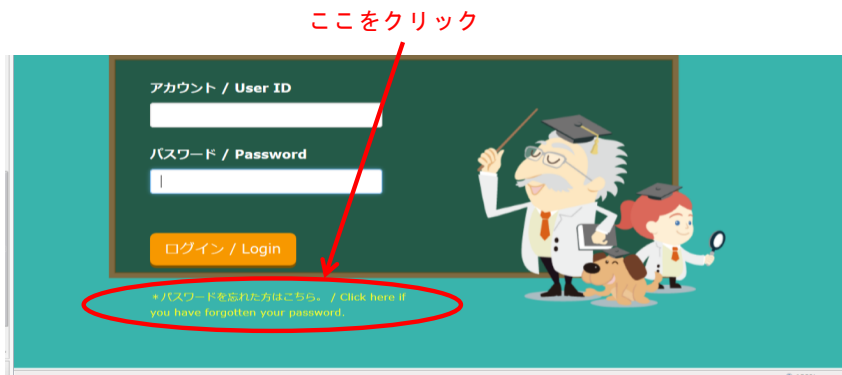 ここをクリック
アカウント / User ID
パスワード / Password
ログイン / Login
＊パスワードを忘れた方はこちら。 / Click here if
you have forgotten your password.